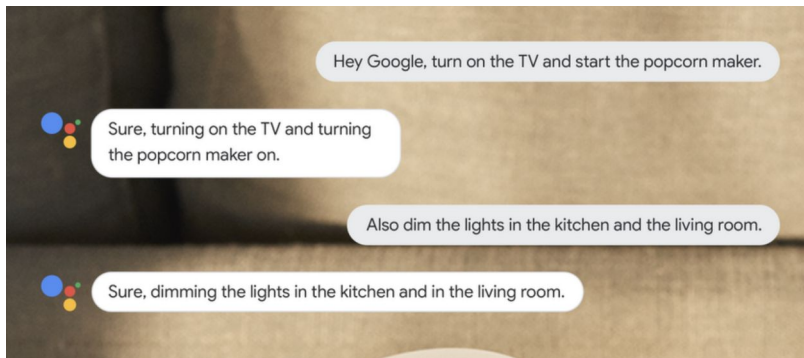 Hey Google, turn on the TV and start the popcorn maker.
Sure, turning on the TV and turning
the popcorn maker on.
Also dim the lights in the kitchen and the living room.
Sure, dimming the lights in the kitchen and in the living room.